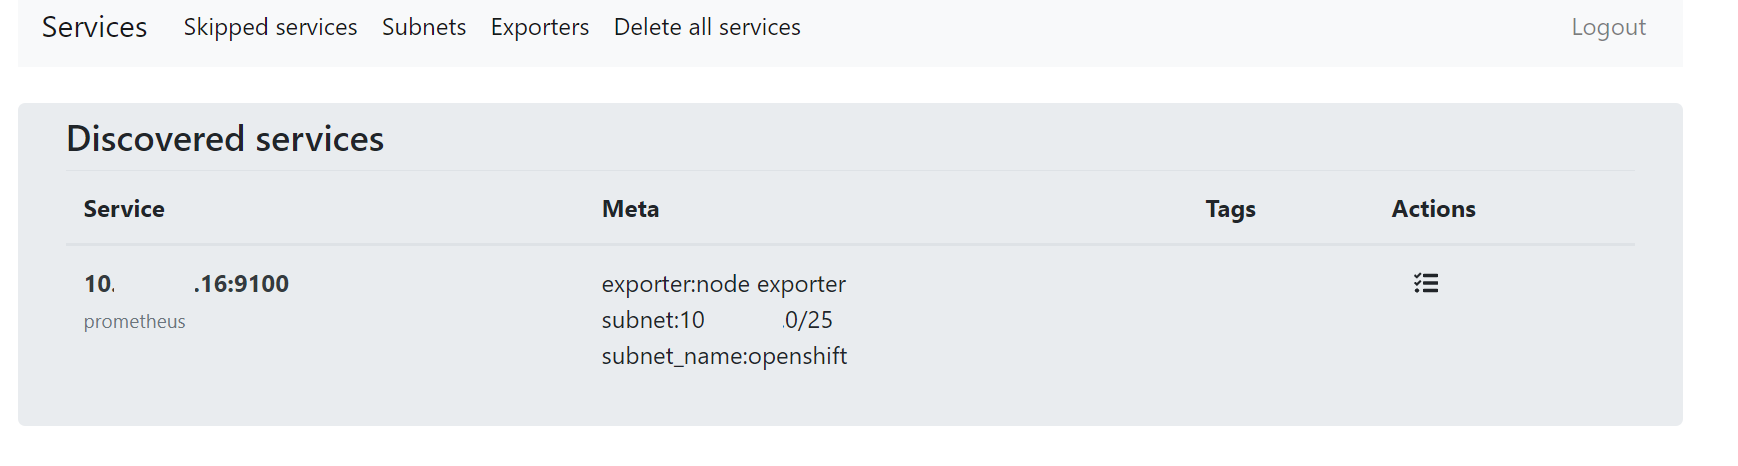 Services Skipped services Subnets Exporters Delete all services Logout
Discovered services
Service Meta Tags Actions
10. .16:9100 exporter:node exporter
prometheus subnet:10 .0/25
subnet_name:openshift